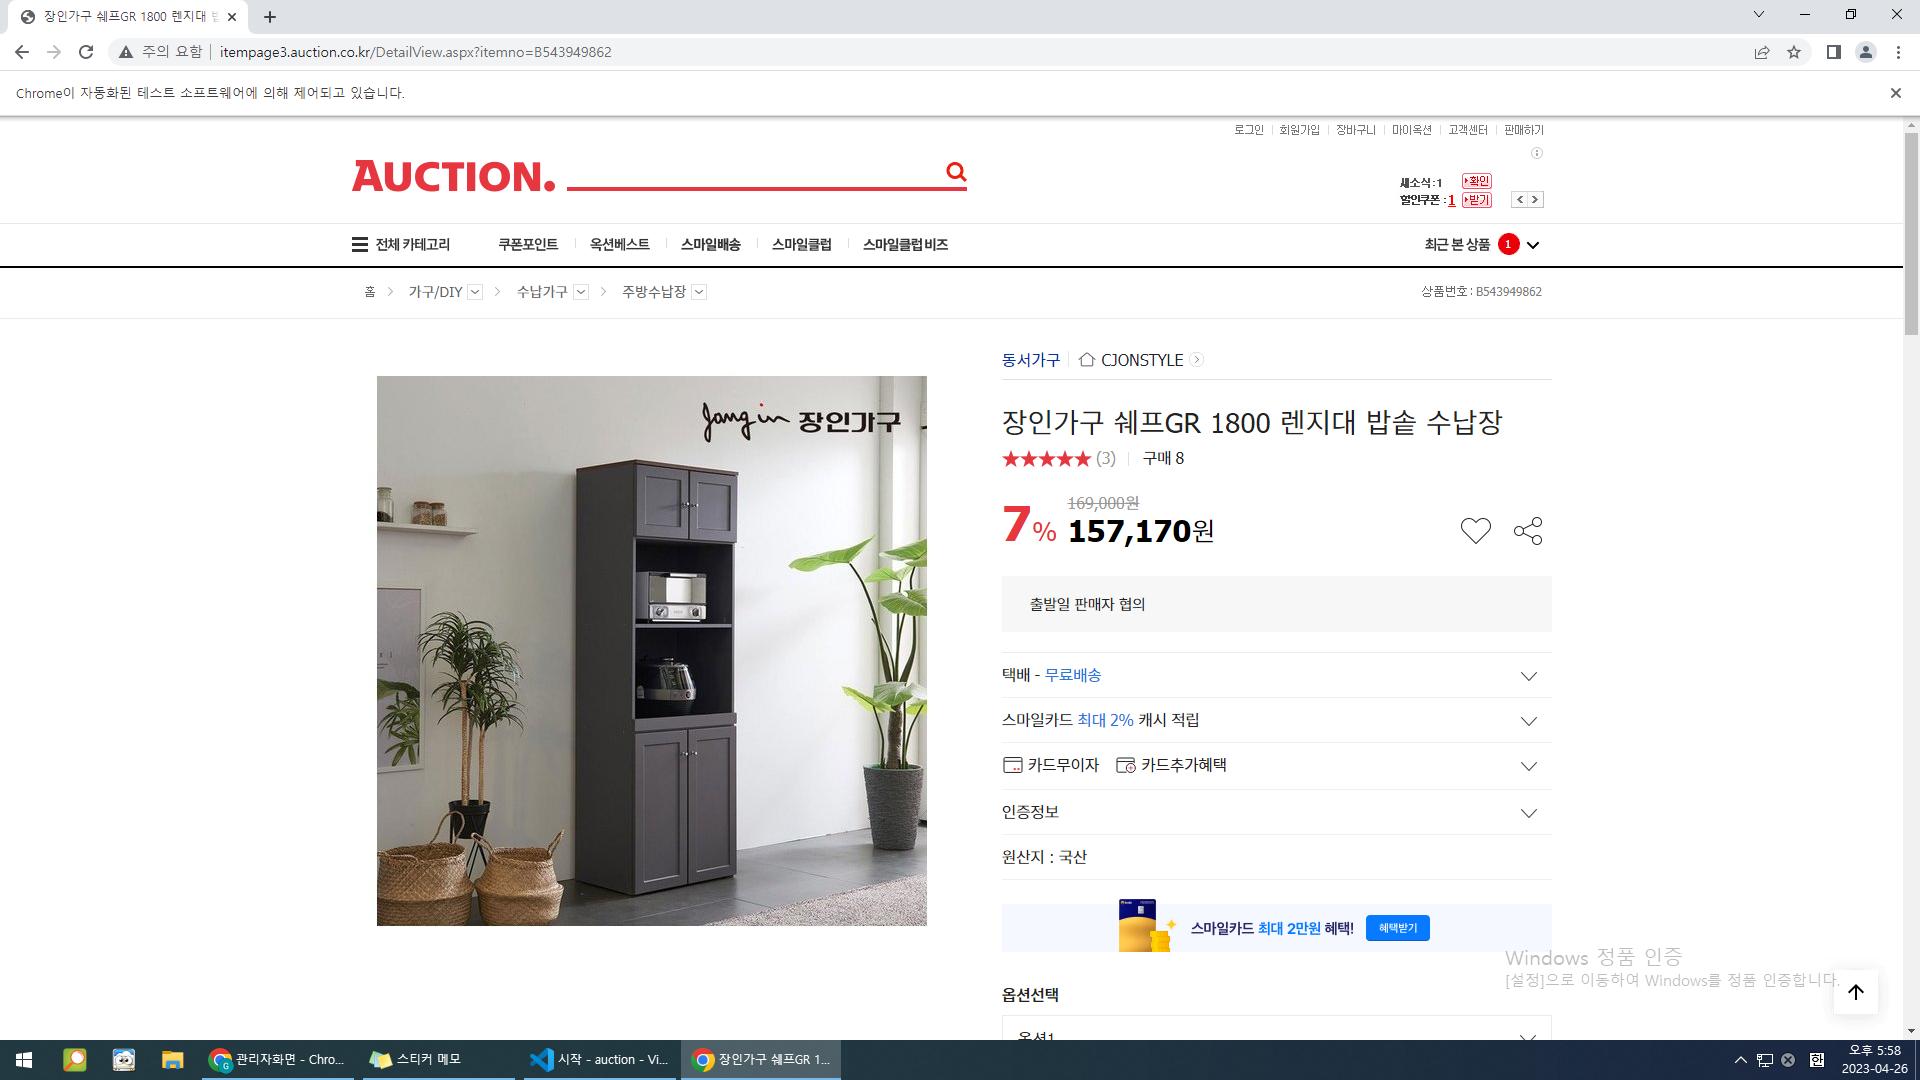 장인가구 쉐프GR 1800 렌지대 밥
주의 요함
itempage3.auction.co.kr/DetailView.aspx?itemno=B543949862
Chrome이 자동화된 테스트 소프트웨어에 의해 제어되고 있습니다.
로그인 회원가입 장바구니 마이옥션 고객센터 판매하기
AUCTION.
새소식:1 확인
할인쿠폰:1 받기
전체 카테고리 쿠폰포인트 옥션베스트 스마일배송 스마일클럽 스마일클럽 비즈 최근 본 상품 1
홈 가구/DIY 수납가구 주방수납장 상품번호 : B543949862
동서가구 CJONSTYLE
Jangin 장인가구
장인가구 쉐프GR 1800 렌지대 밥솥 수납장
(3) 구매 8
169,000원
7% 157,170원
출발일 판매자 협의
택배 - 무료배송
스마일카드 최대 2% 캐시 적립
카드무이자 카드추가혜택
인증정보
원산지 : 국산
스마일카드 최대 2만원 혜택! 혜택받기
Windows 정품 인증
[설정]으로 이동하여 Windows를 정품 인증합니다.
옵션선택
옵션1
관리자화면 - Chro...
스티커 메모
시작 - auction - Vi...
장인가구 쉐프GR 1...
한
오후 5:58
2023-04-26